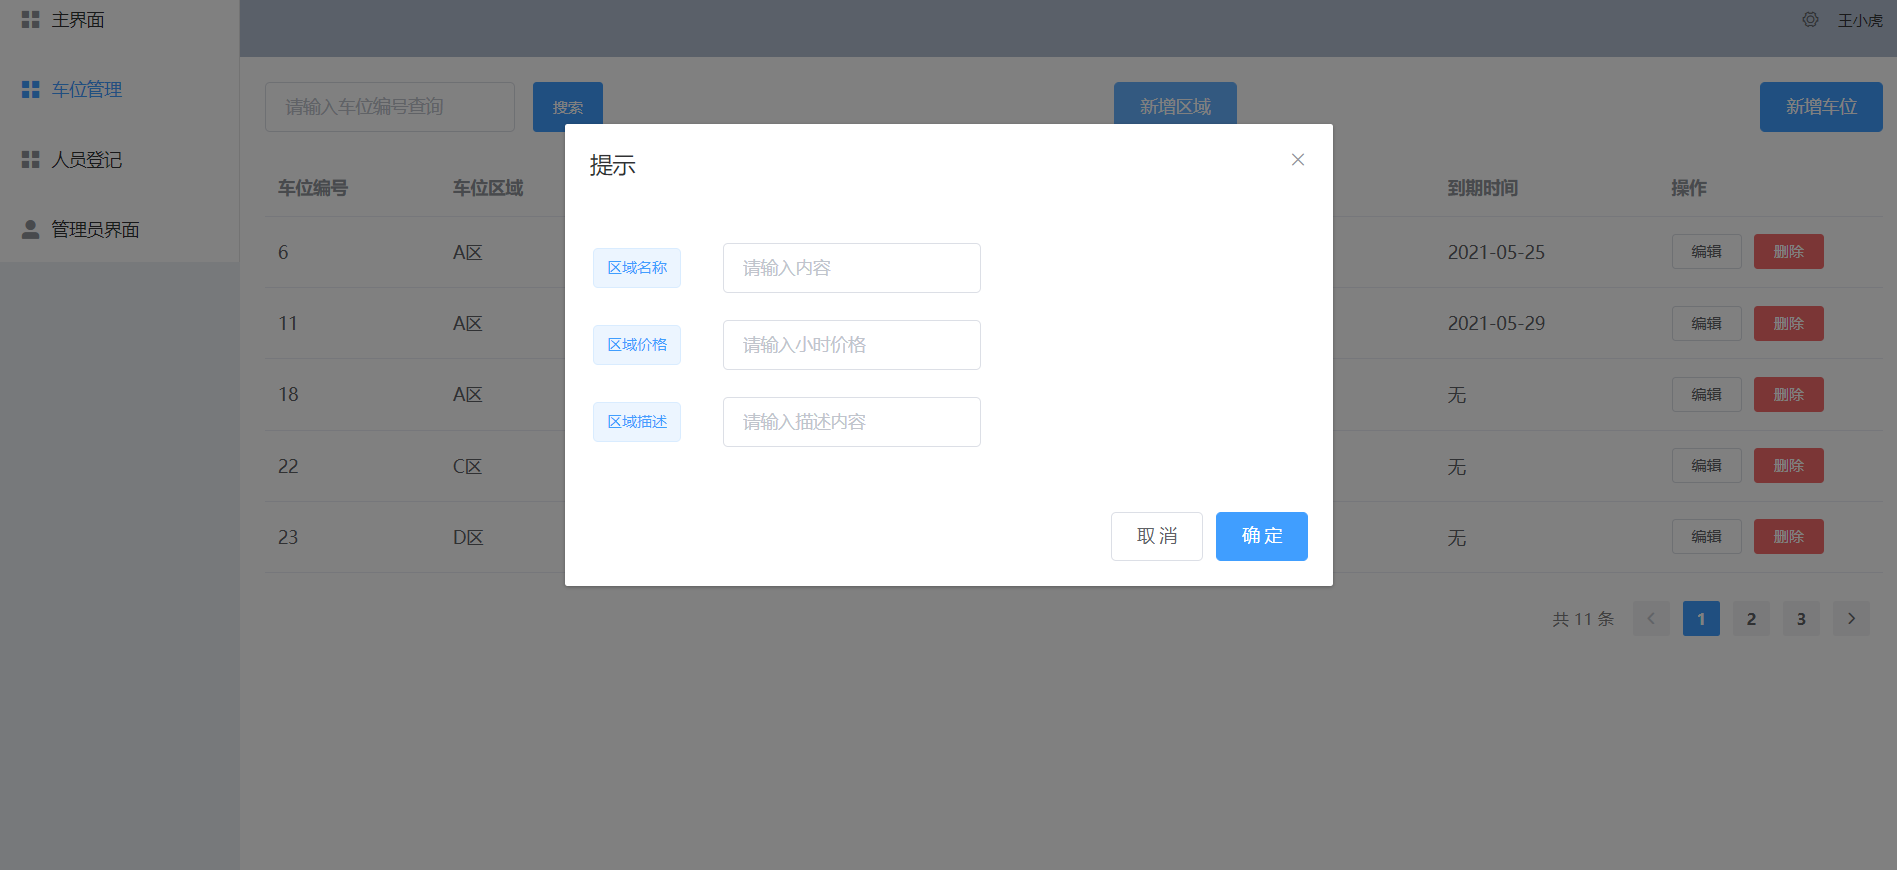 主界面
车位管理
人员登记
管理员界面
王小虎
请输入车位编号查询
搜索
新增区域
新增车位
车位编号 车位区域 到期时间 操作
6 A区 2021-05-25 编辑 删除
11 A区 2021-05-29 编辑 删除
18 A区 无 编辑 删除
22 C区 无 编辑 删除
23 D区 无 编辑 删除
共 11 条 1 2 3
提示
区域名称 请输入内容
区域价格 请输入小时价格
区域描述 请输入描述内容
取 消 确 定